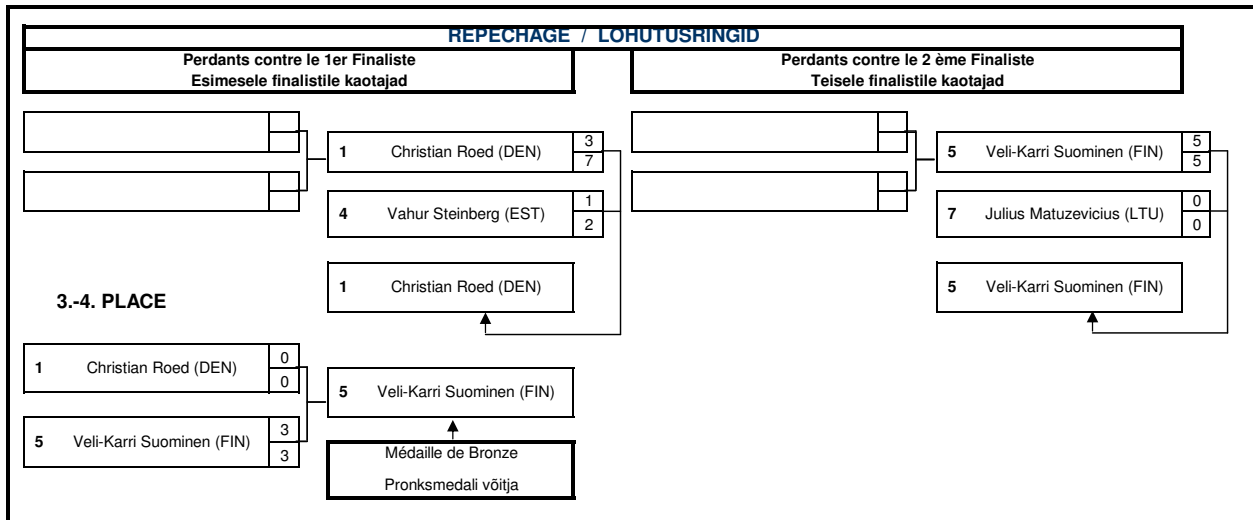 REPECHAGE / LOHUTUSRINGID
Perdants contre le 1er Finaliste
Esimesele finalistile kaotajad
Perdants contre le 2 ème Finaliste
Teisele finalistile kaotajad
1 Christian Roed (DEN) 3
7
4 Vahur Steinberg (EST) 1
2
1 Christian Roed (DEN)
5 Veli-Karri Suominen (FIN) 5
5
7 Julius Matuzevicius (LTU) 0
0
5 Veli-Karri Suominen (FIN)
3.-4. PLACE
1 Christian Roed (DEN) 0
0
5 Veli-Karri Suominen (FIN) 3
3
5 Veli-Karri Suominen (FIN)
Médaille de Bronze
Pronksmedali võitja